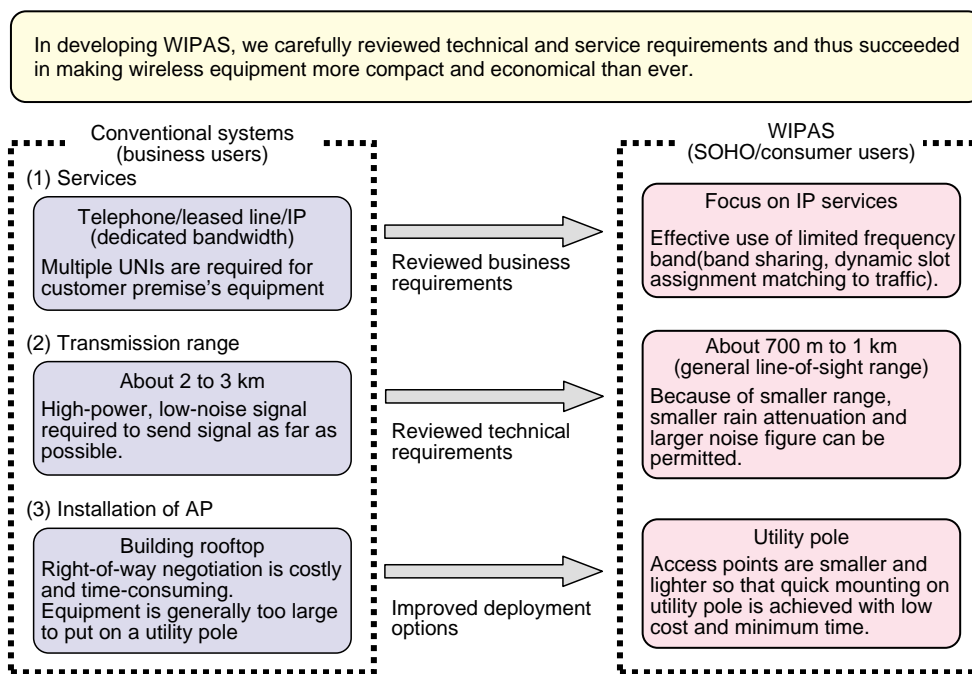 In developing WIPAS, we carefully reviewed technical and service requirements and thus succeeded
in making wireless equipment more compact and economical than ever.
Conventional systems
(business users)
WIPAS
(SOHO/consumer users)
(1) Services
Telephone/leased line/IP
(dedicated bandwidth)
Multiple UNIs are required for
customer premise's equipment
Reviewed business
requirements
Focus on IP services
Effective use of limited frequency
band(band sharing, dynamic slot
assignment matching to traffic).
(2) Transmission range
About 2 to 3 km
High-power, low-noise signal
required to send signal as far as
possible.
Reviewed technical
requirements
About 700 m to 1 km
(general line-of-sight range)
Because of smaller range,
smaller rain attenuation and
larger noise figure can be
permitted.
(3) Installation of AP
Building rooftop
Right-of-way negotiation is costly
and time-consuming.
Equipment is generally too large
to put on a utility pole
Improved deployment
options
Utility pole
Access points are smaller and
lighter so that quick mounting on
utility pole is achieved with low
cost and minimum time.